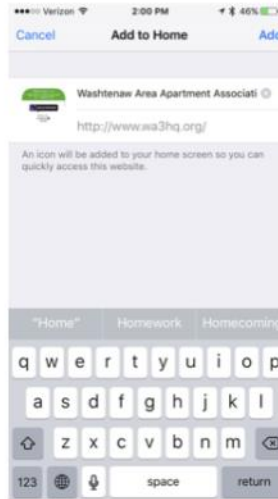 Verizon 2:00 PM 46%
Cancel Add to Home Add
Washtenaw Area Apartment Associati
http://www.wa3hq.org/
An icon will be added to your home screen so you can
quickly access this website.
"Home" Homework Homecoming
q w e r t y u i o p
a s d f g h j k l
z x c v b n m
123 space return